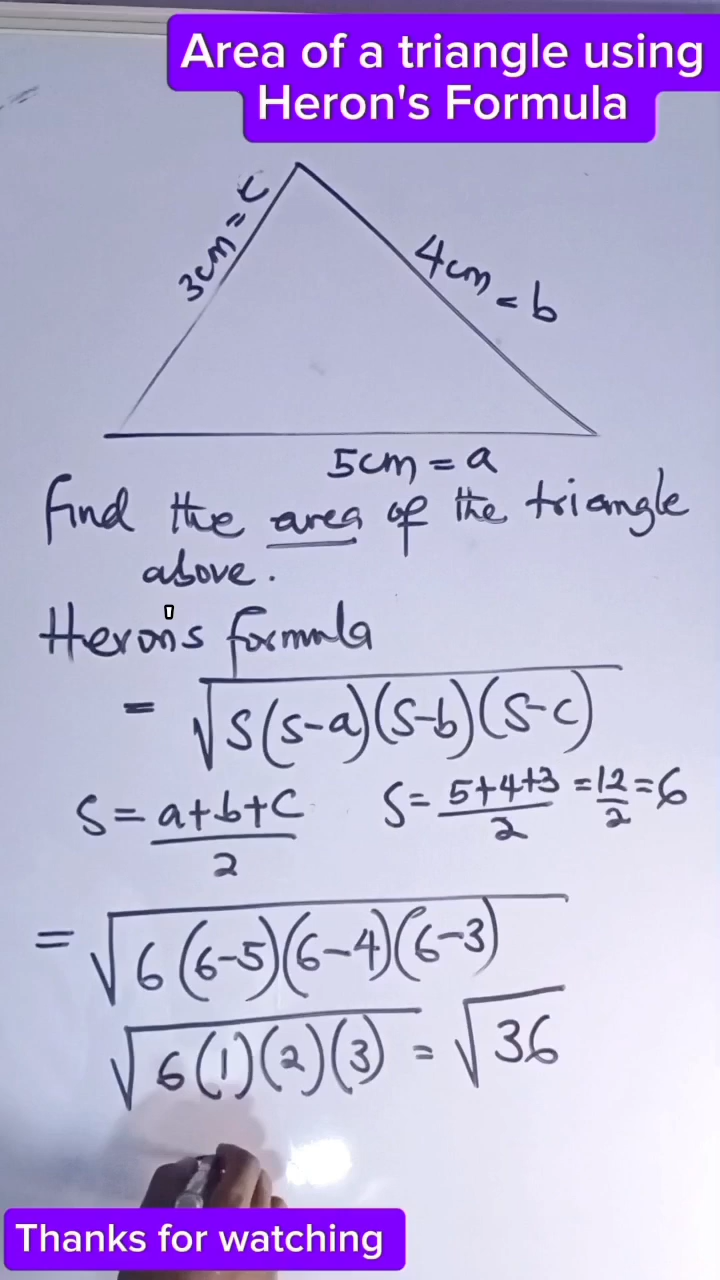 Area of a triangle using
Heron's Formula
3cm = c
4cm = b
5cm = a
find the area of the triangle
above.
Heron's formula
= √S(S-a)(S-b)(S-c)
S = a+b+c/2 S = 5+4+3/2 = 12/2 = 6
= √6(6-5)(6-4)(6-3)
√6(1)(2)(3) = √36
Thanks for watching